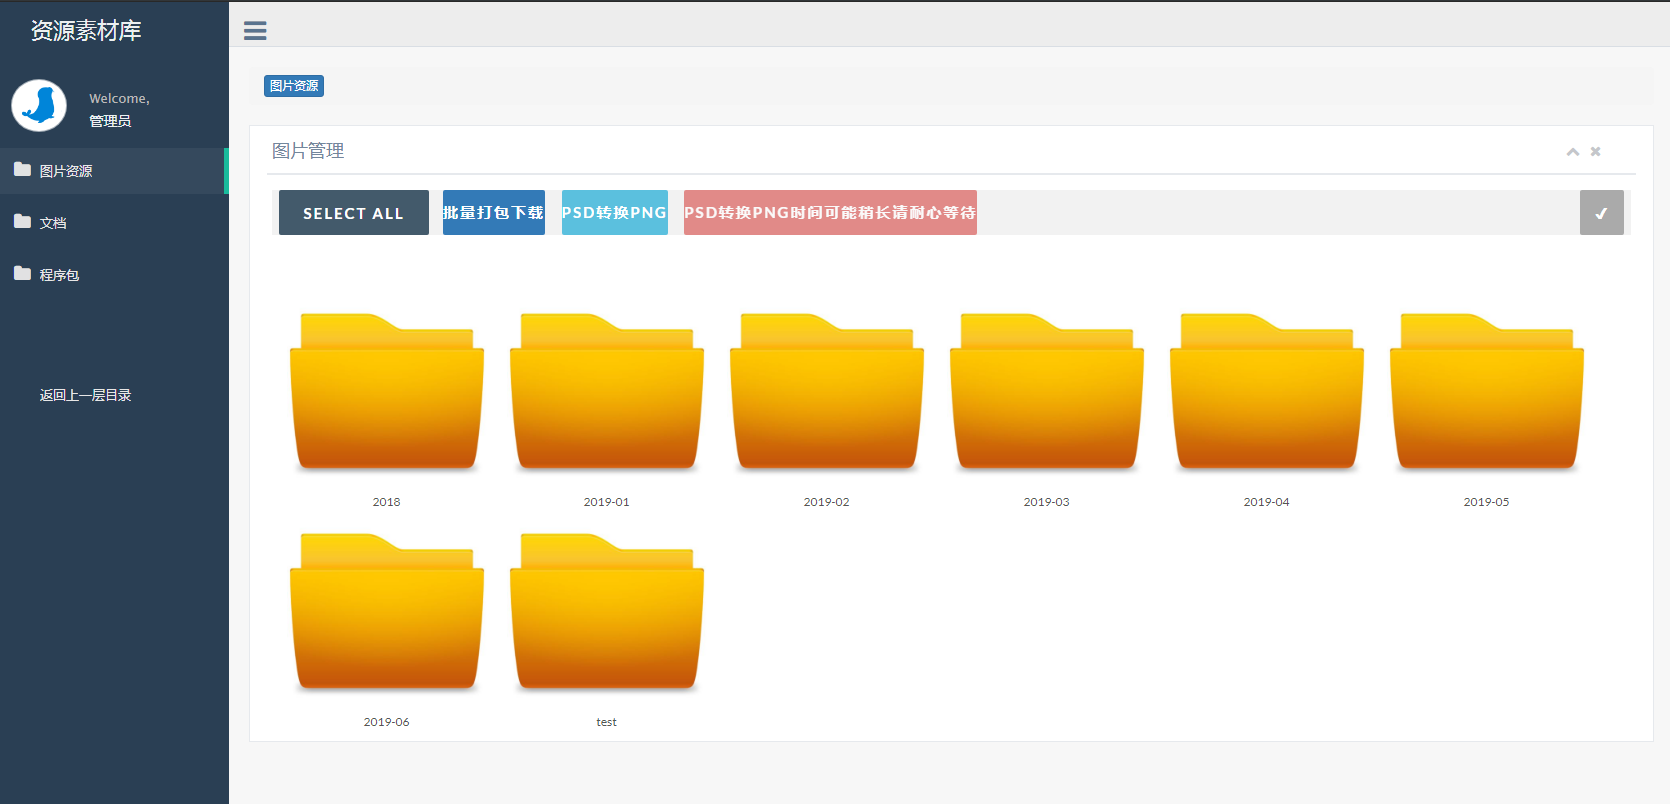 资源素材库
Welcome,
管理员
图片资源
文档
程序包
返回上一层目录
图片资源
图片管理
SELECT ALL
批量打包下载
PSD转换PNG
PSD转换PNG时间可能稍长请耐心等待
2018
2019-01
2019-02
2019-03
2019-04
2019-05
2019-06
test